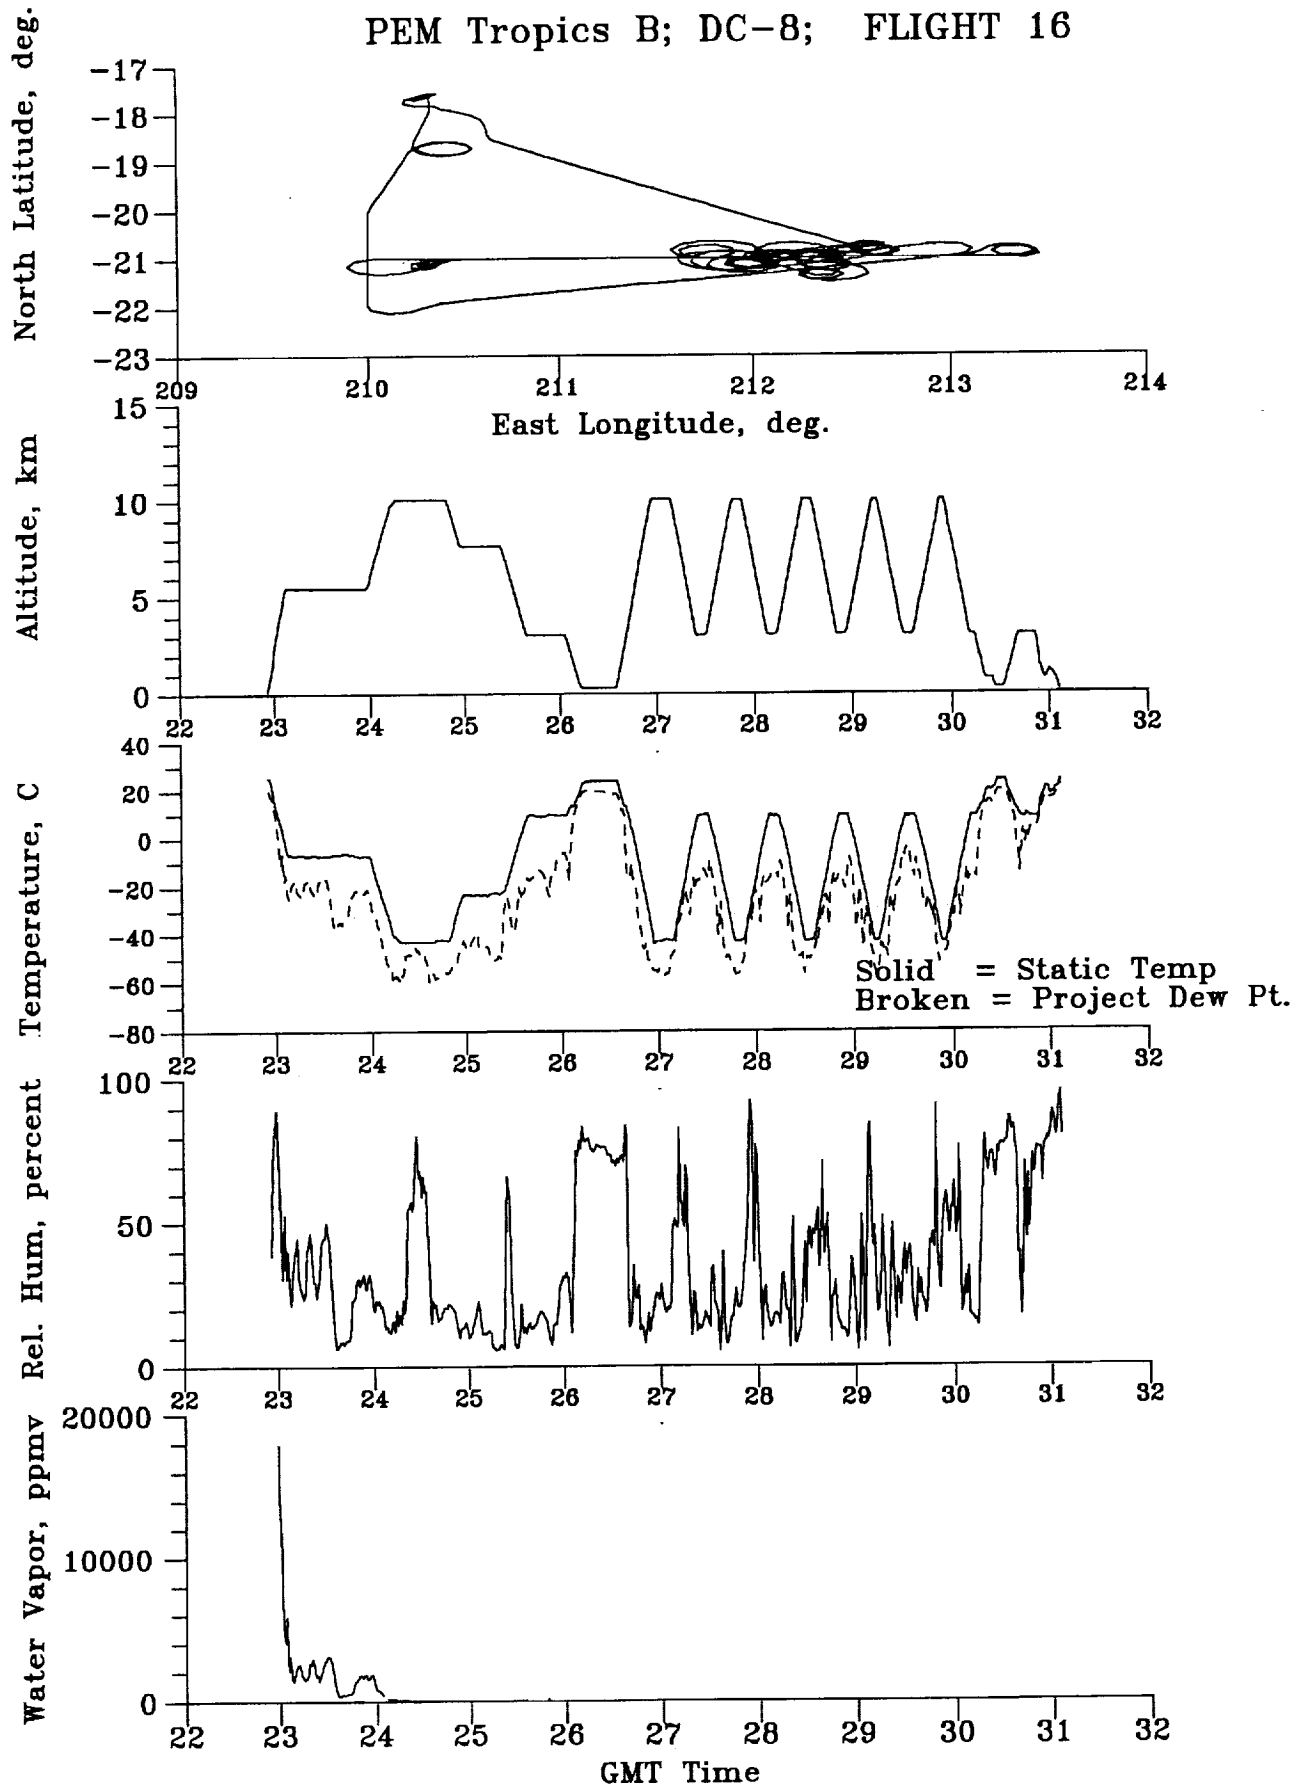 PEM Tropics B; DC-8; FLIGHT 16
North Latitude, deg.
-17
-18
-19
-20
-21
-22
-23
209 210 211 212 213 214
East Longitude, deg.
Altitude, km
15
10
5
0
22 23 24 25 26 27 28 29 30 31 32
Temperature, C
40
20
0
-20
-40
-60
-80
Solid = Static Temp
Broken = Project Dew Pt.
22 23 24 25 26 27 28 29 30 31 32
Rel. Hum, percent
100
50
0
22 23 24 25 26 27 28 29 30 31 32
Water Vapor, ppmv
20000
10000
0
22 23 24 25 26 27 28 29 30 31 32
GMT Time